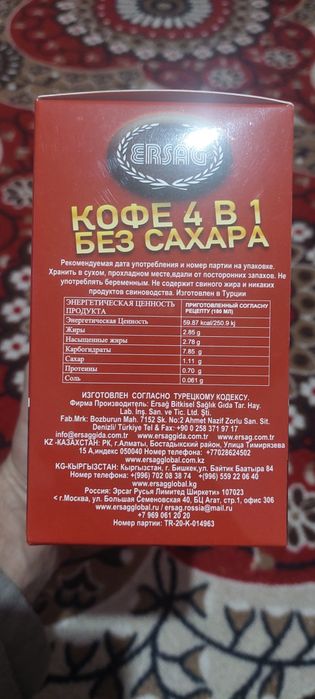 ERSAĞ
КОФЕ 4 В 1
БЕЗ САХАРА
Рекомендуемая дата употребления и номер партии на упаковке.
Хранить в сухом, прохладном месте,вдали от посторонних запахов. Не
употреблять беременным. Не содержит свиного жира и никаких
продуктов свиноводства. Изготовлен в Турции
ЭНЕРГЕТИЧЕСКАЯ ЦЕННОСТЬ ПРОДУКТА
ПРИГОТОВЛЕННЫЙ СОГЛАСНО РЕЦЕПТУ (180 МЛ)
Энергетическая Ценность 59.87 kcal/250.9 kj
Жиры 2.85 g
Насыщенные жиры 2.78 g
Карбогидраты 7.85 g
Сахар 1.11 g
Протеины 0.70 g
Соль 0.061 g
ИЗГОТОВЛЕН СОГЛАСНО ТУРЕЦКОМУ КОДЕКСУ.
Фирма Производитель: Ersağ Bitkisel Sağlık Gıda Tar. Hay.
Lab. İnş. San. ve Tic. Ltd. Şti.
Fab.Mrk: Bozburun Mah. 7152 Sk. No:2 Ahmet Nazif Zorlu San. Sit.
Denizli/ Türkiye Tel & Fax: +90 0 258 371 97 17
info@ersaggida.com.tr www.ersaggida.com.tr www.ersag.com.tr
KZ -КАЗАХСТАН: РК, г.Алматы, Бостадыкский район, Улица Тимирязева
15 А,индекс 050040 Номер телефона: +77028624502
www.ersagglobal.com.kz
KG-КЫРГЫЗСТАН: Кыргызстан, г. Бишкек,ул. Байтик Баатыра 84
Номер телефона: +(996) 702 08 38 74 / +(996) 559 22 06 40
www.ersagglobal.kg
Россия: Эрсаг Русья Лимитед Ширкети> 107023
< г.Москва, ул. Большая Семеновская 40, БЦ Агат, стр.1, офис 306
www.ersagglobal.ru / ersag.rossia@mail.ru
+7 969 061 20 20
Номер партии: TR-20-K-014963